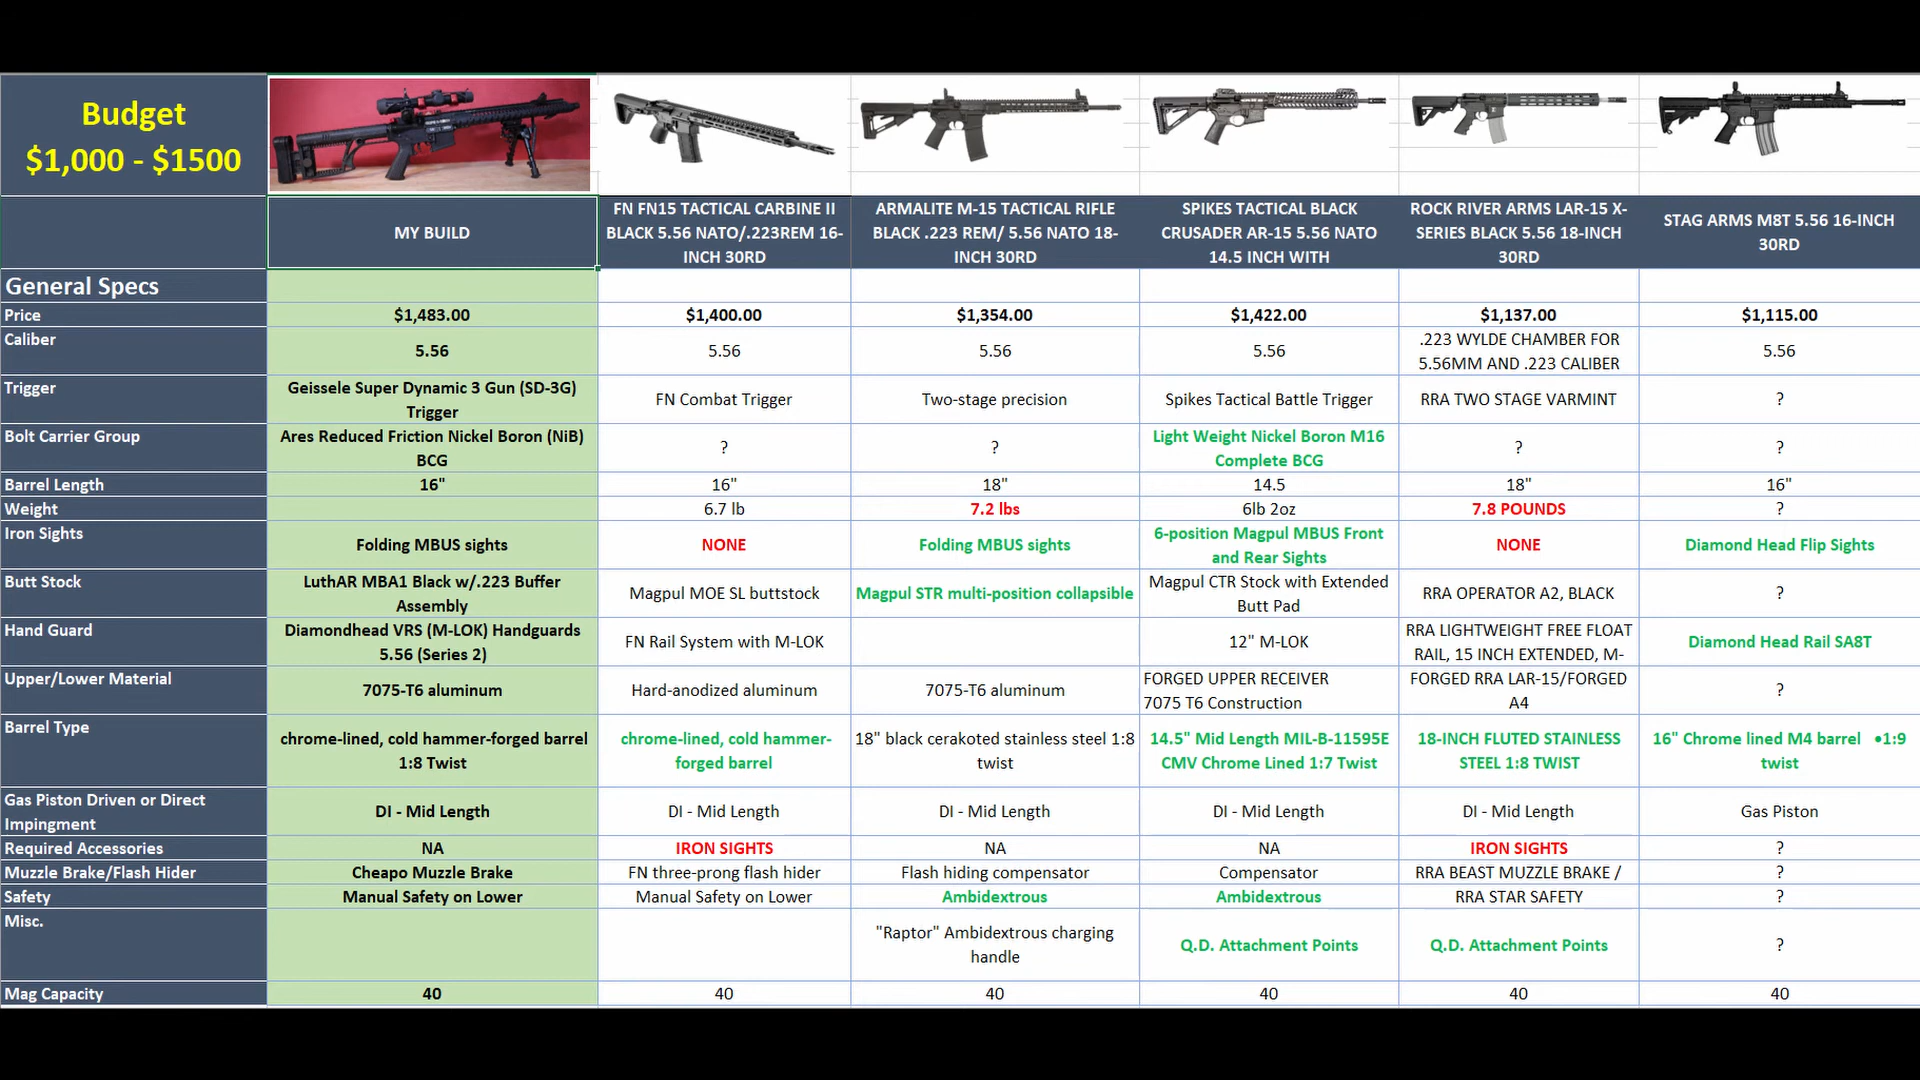 Budget
$1,000 - $1500
MY BUILD
FN FN15 TACTICAL CARBINE II
BLACK 5.56 NATO/.223REM 16-
INCH 30RD
ARMALITE M-15 TACTICAL RIFLE
BLACK .223 REM/ 5.56 NATO 18-
INCH 30RD
SPIKES TACTICAL BLACK
CRUSADER AR-15 5.56 NATO
14.5 INCH WITH
ROCK RIVER ARMS LAR-15 X-
SERIES BLACK 5.56 18-INCH
30RD
STAG ARMS M8T 5.56 16-INCH
30RD
General Specs
Price
$1,483.00
$1,400.00
$1,354.00
$1,422.00
$1,137.00
$1,115.00
Caliber
5.56
5.56
5.56
5.56
.223 WYLDE CHAMBER FOR
5.56MM AND .223 CALIBER
5.56
Trigger
Geissele Super Dynamic 3 Gun (SD-3G)
Trigger
FN Combat Trigger
Two-stage precision
Spikes Tactical Battle Trigger
RRA TWO STAGE VARMINT
?
Bolt Carrier Group
Ares Reduced Friction Nickel Boron (NiB)
BCG
?
?
Light Weight Nickel Boron M16
Complete BCG
?
?
Barrel Length
16"
16"
18"
14.5
18"
16"
Weight
6.7 lb
7.2 lbs
6lb 2oz
7.8 POUNDS
?
Iron Sights
Folding MBUS sights
NONE
Folding MBUS sights
6-position Magpul MBUS Front
and Rear Sights
NONE
Diamond Head Flip Sights
Butt Stock
LuthAR MBA1 Black w/.223 Buffer
Assembly
Magpul MOE SL buttstock
Magpul STR multi-position collapsible
Magpul CTR Stock with Extended
Butt Pad
RRA OPERATOR A2, BLACK
?
Hand Guard
Diamondhead VRS (M-LOK) Handguards
5.56 (Series 2)
FN Rail System with M-LOK
12" M-LOK
RRA LIGHTWEIGHT FREE FLOAT
RAIL, 15 INCH EXTENDED, M-
Diamond Head Rail SA8T
Upper/Lower Material
7075-T6 aluminum
Hard-anodized aluminum
7075-T6 aluminum
FORGED UPPER RECEIVER
7075 T6 Construction
FORGED RRA LAR-15/FORGED
A4
?
Barrel Type
chrome-lined, cold hammer-forged barrel
1:8 Twist
chrome-lined, cold hammer-
forged barrel
18" black cerakoted stainless steel 1:8
twist
14.5" Mid Length MIL-B-11595E
CMV Chrome Lined 1:7 Twist
18-INCH FLUTED STAINLESS
STEEL 1:8 TWIST
16" Chrome lined M4 barrel •1:9
twist
Gas Piston Driven or Direct
Impingment
DI - Mid Length
DI - Mid Length
DI - Mid Length
DI - Mid Length
DI - Mid Length
Gas Piston
Required Accessories
NA
IRON SIGHTS
NA
NA
IRON SIGHTS
?
Muzzle Brake/Flash Hider
Cheapo Muzzle Brake
FN three-prong flash hider
Flash hiding compensator
Compensator
RRA BEAST MUZZLE BRAKE /
?
Safety
Manual Safety on Lower
Manual Safety on Lower
Ambidextrous
Ambidextrous
RRA STAR SAFETY
?
Misc.
"Raptor" Ambidextrous charging
handle
Q.D. Attachment Points
Q.D. Attachment Points
?
Mag Capacity
40
40
40
40
40
40